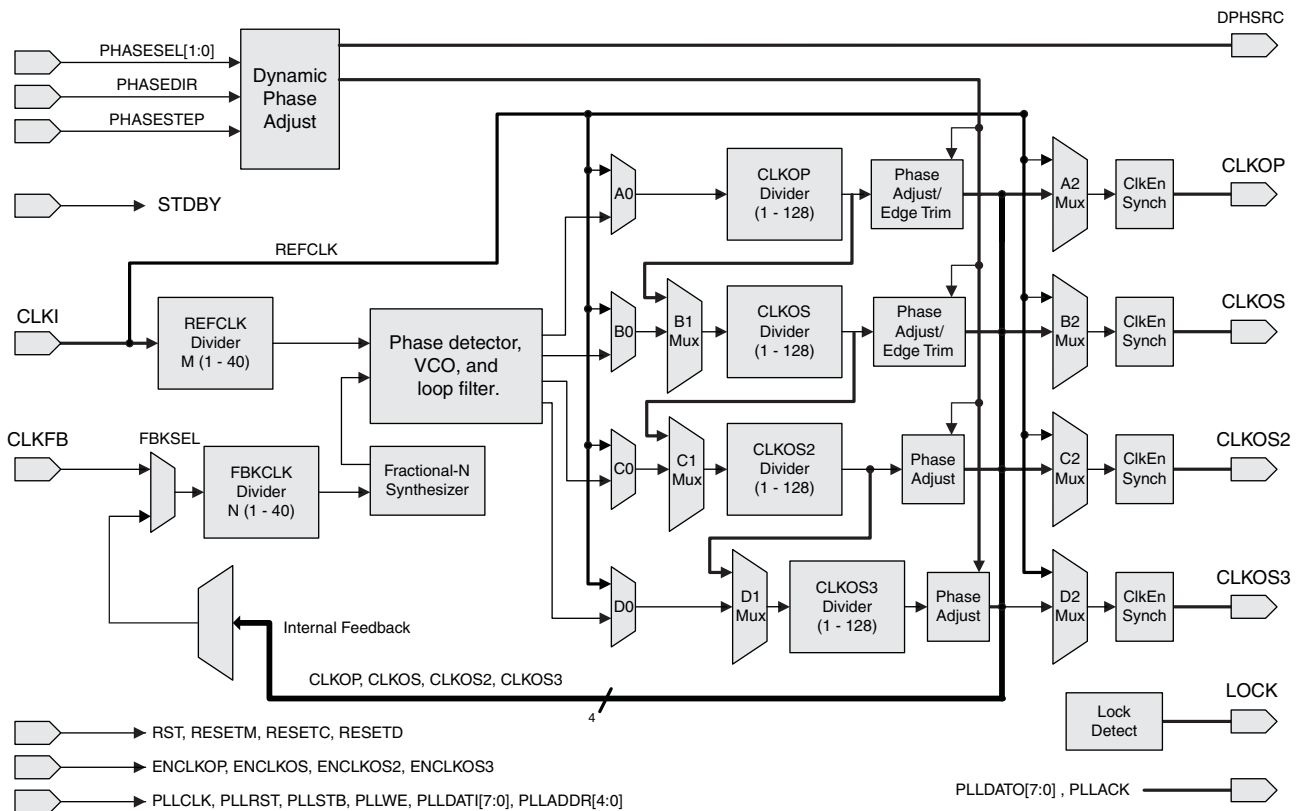 DPHSRC
PHASESEL[1:0]
PHASEDIR
PHASESTEP
Dynamic
Phase
Adjust
STDBY
REFCLK
CLKI
REFCLK
Divider
M (1 - 40)
Phase detector,
VCO, and
loop filter.
CLKFB
FBKSEL
FBKCLK
Divider
N (1 - 40)
Fractional-N
Synthesizer
Internal Feedback
A0
CLKOP
Divider
(1 - 128)
Phase
Adjust/
Edge Trim
A2
Mux
ClkEn
Synch
CLKOP
B0
B1
Mux
CLKOS
Divider
(1 - 128)
Phase
Adjust/
Edge Trim
B2
Mux
ClkEn
Synch
CLKOS
C0
C1
Mux
CLKOS2
Divider
(1 - 128)
Phase
Adjust
C2
Mux
ClkEn
Synch
CLKOS2
D0
D1
Mux
CLKOS3
Divider
(1 - 128)
Phase
Adjust
D2
Mux
ClkEn
Synch
CLKOS3
CLKOP, CLKOS, CLKOS2, CLKOS3
4
Lock
Detect
LOCK
RST, RESETM, RESETC, RESETD
ENCLKOP, ENCLKOS, ENCLKOS2, ENCLKOS3
PLLCLK, PLLRST, PLLSTB, PLLWE, PLLDATI[7:0], PLLADDR[4:0]
PLLDATO[7:0] , PLLACK